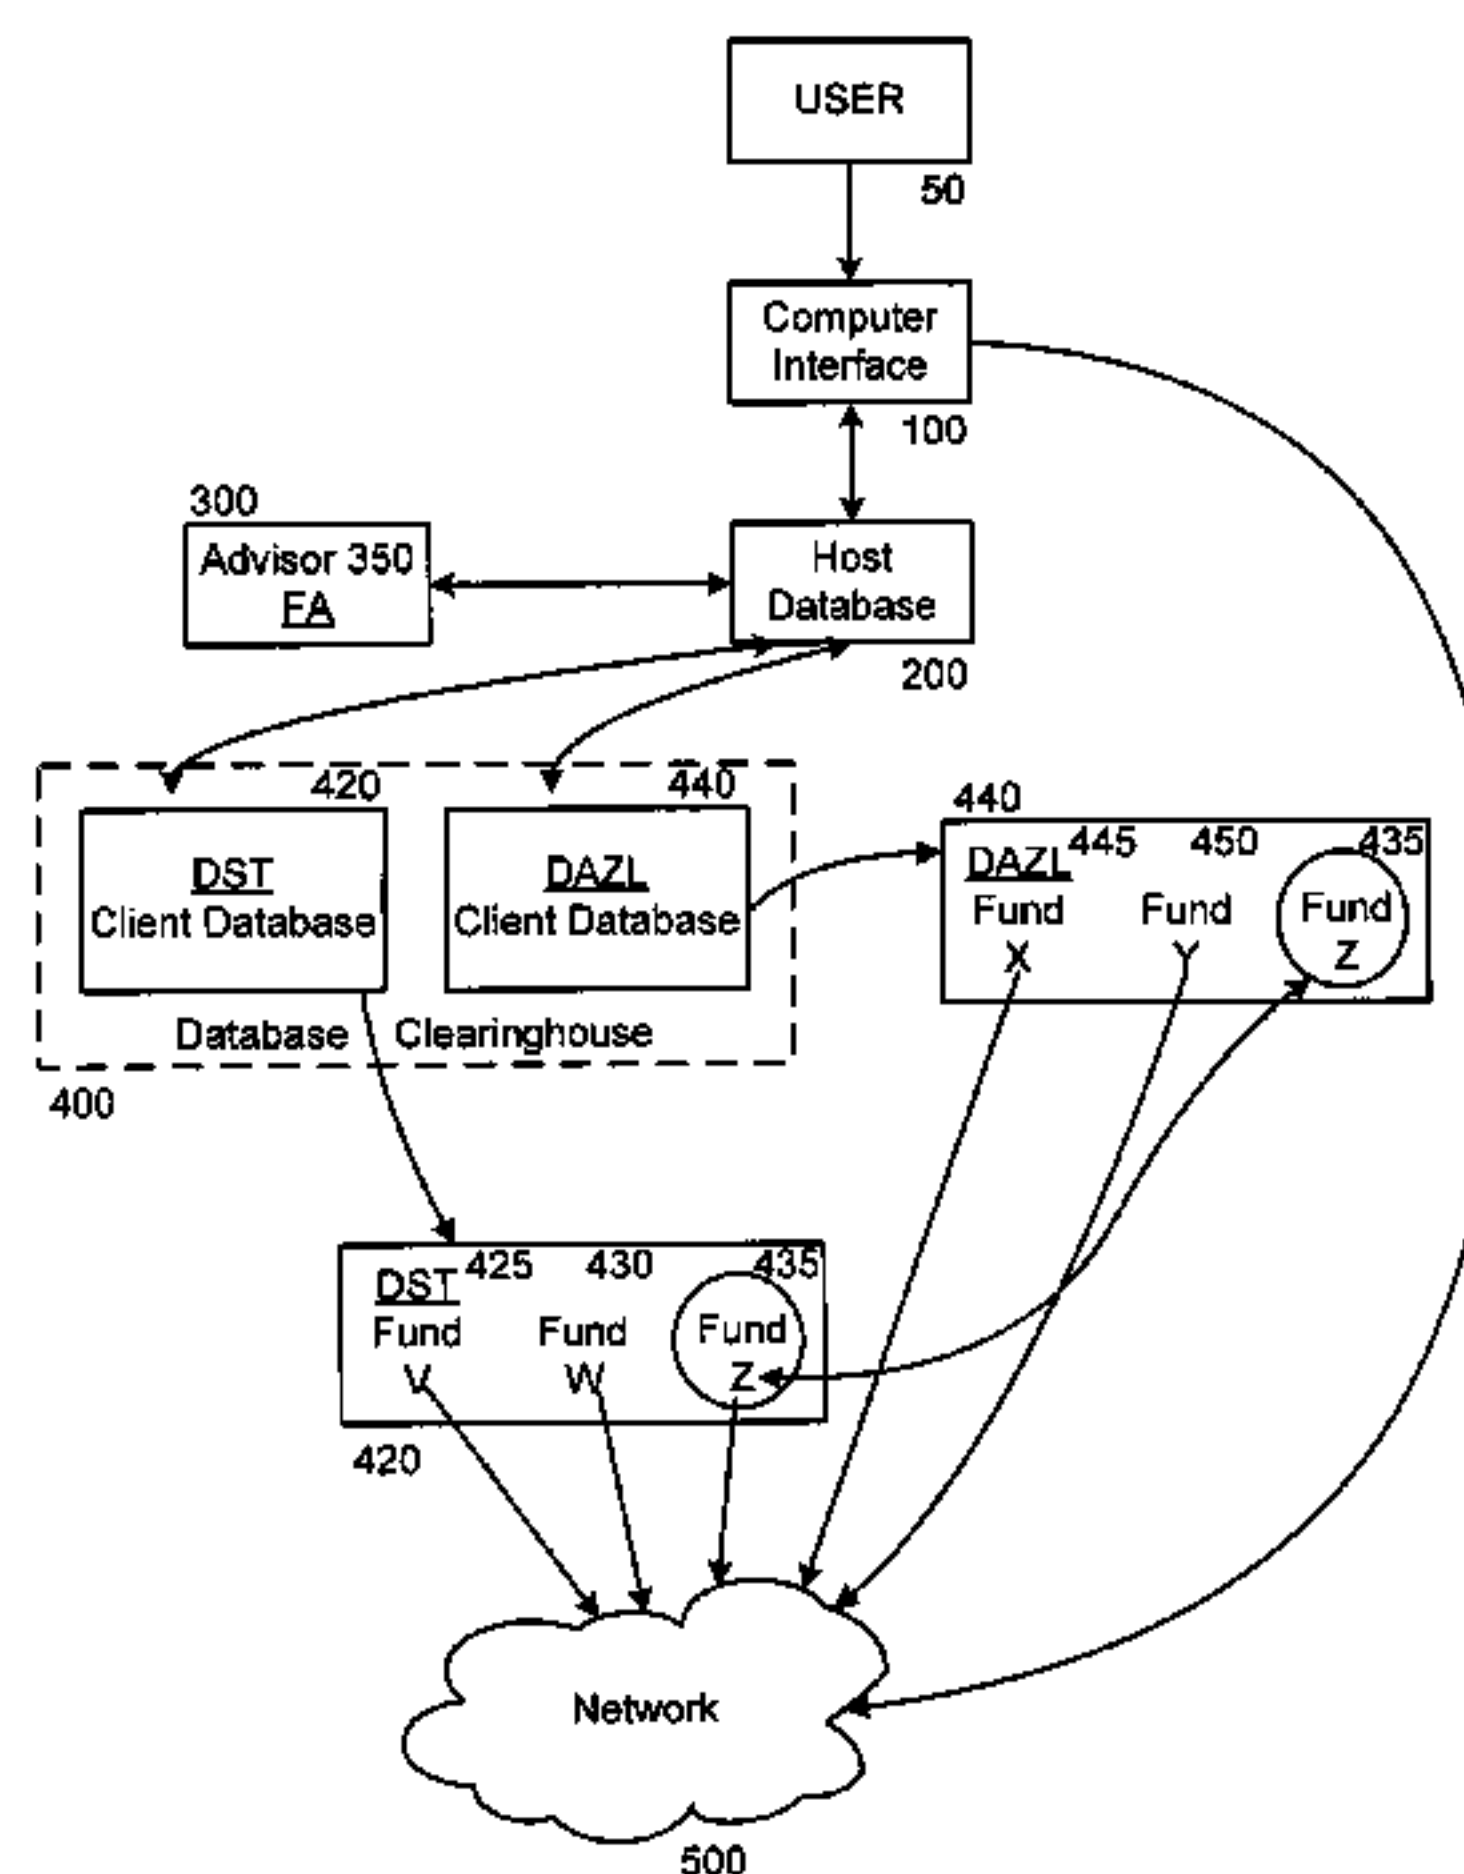 USER
50
Computer
Interface
100
300
Advisor 350
FA
Host
Database
200
420
440
DST
Client Database
DAZL
Client Database
Database Clearinghouse
400
440
DAZL 445 450 435
Fund Fund Fund
X Y Z
DST 425 430 435
Fund Fund Fund
V W Z
420
Network
500